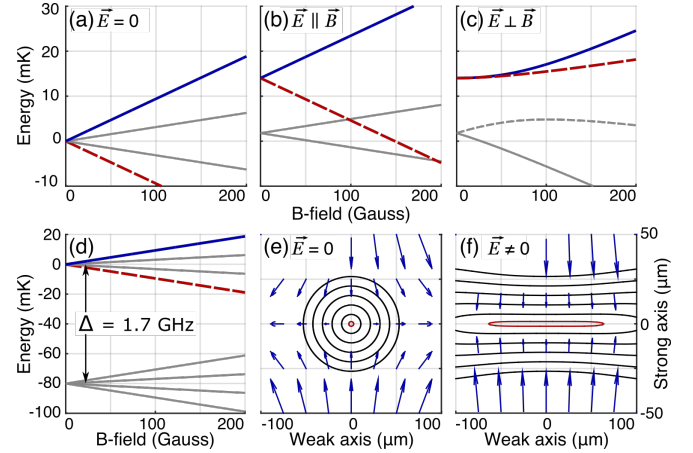 (a) E⃗ = 0
(b) E⃗ ∥ B⃗
(c) E⃗ ⊥ B⃗
Energy (mK)
30
20
10
0
-10
0 100 200
0 100 200
0 100 200
B-field (Gauss)
(d)
(e) E⃗ = 0
(f) E⃗ ≠ 0
Energy (mK)
20
0
-20
-40
-60
-80
-100
Δ = 1.7 GHz
50
0
-50
Strong axis (µm)
0 100 200
-100 0 100
-100 0 100
B-field (Gauss)
Weak axis (µm)
Weak axis (µm)